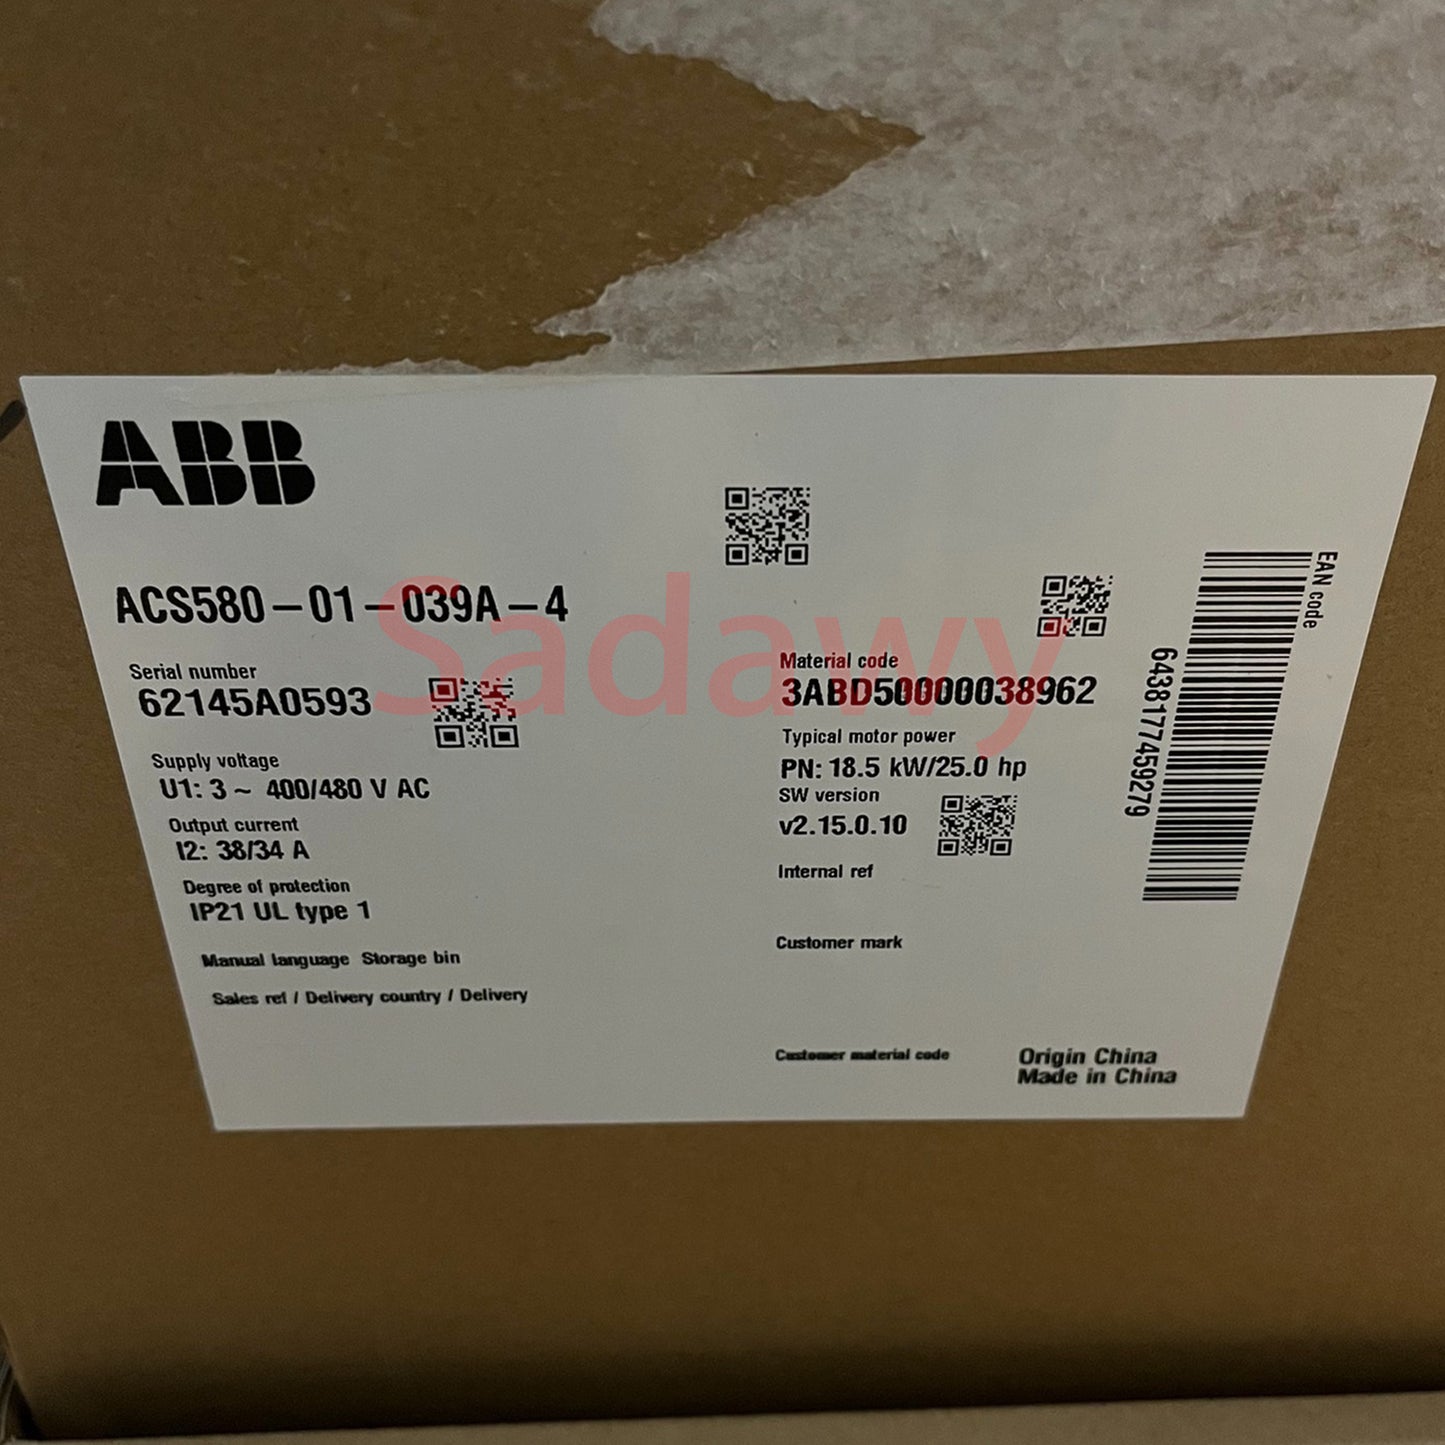 ABB
ACS580-01-039A-4
Serial number
62145A0593
Supply voltage
U1: 3 ~ 400/480 V AC
Output current
I2: 38/34 A
Degree of protection
IP21 UL type 1
Manual language Storage bin
Sales ref / Delivery country / Delivery
Material code
3ABD50000038962
Typical motor power
PN: 18.5 kW/25.0 hp
SW version
v2.15.0.10
Internal ref
Customer mark
Customer material code
Origin China
Made in China
EAN code
6438177459279
Sadawy